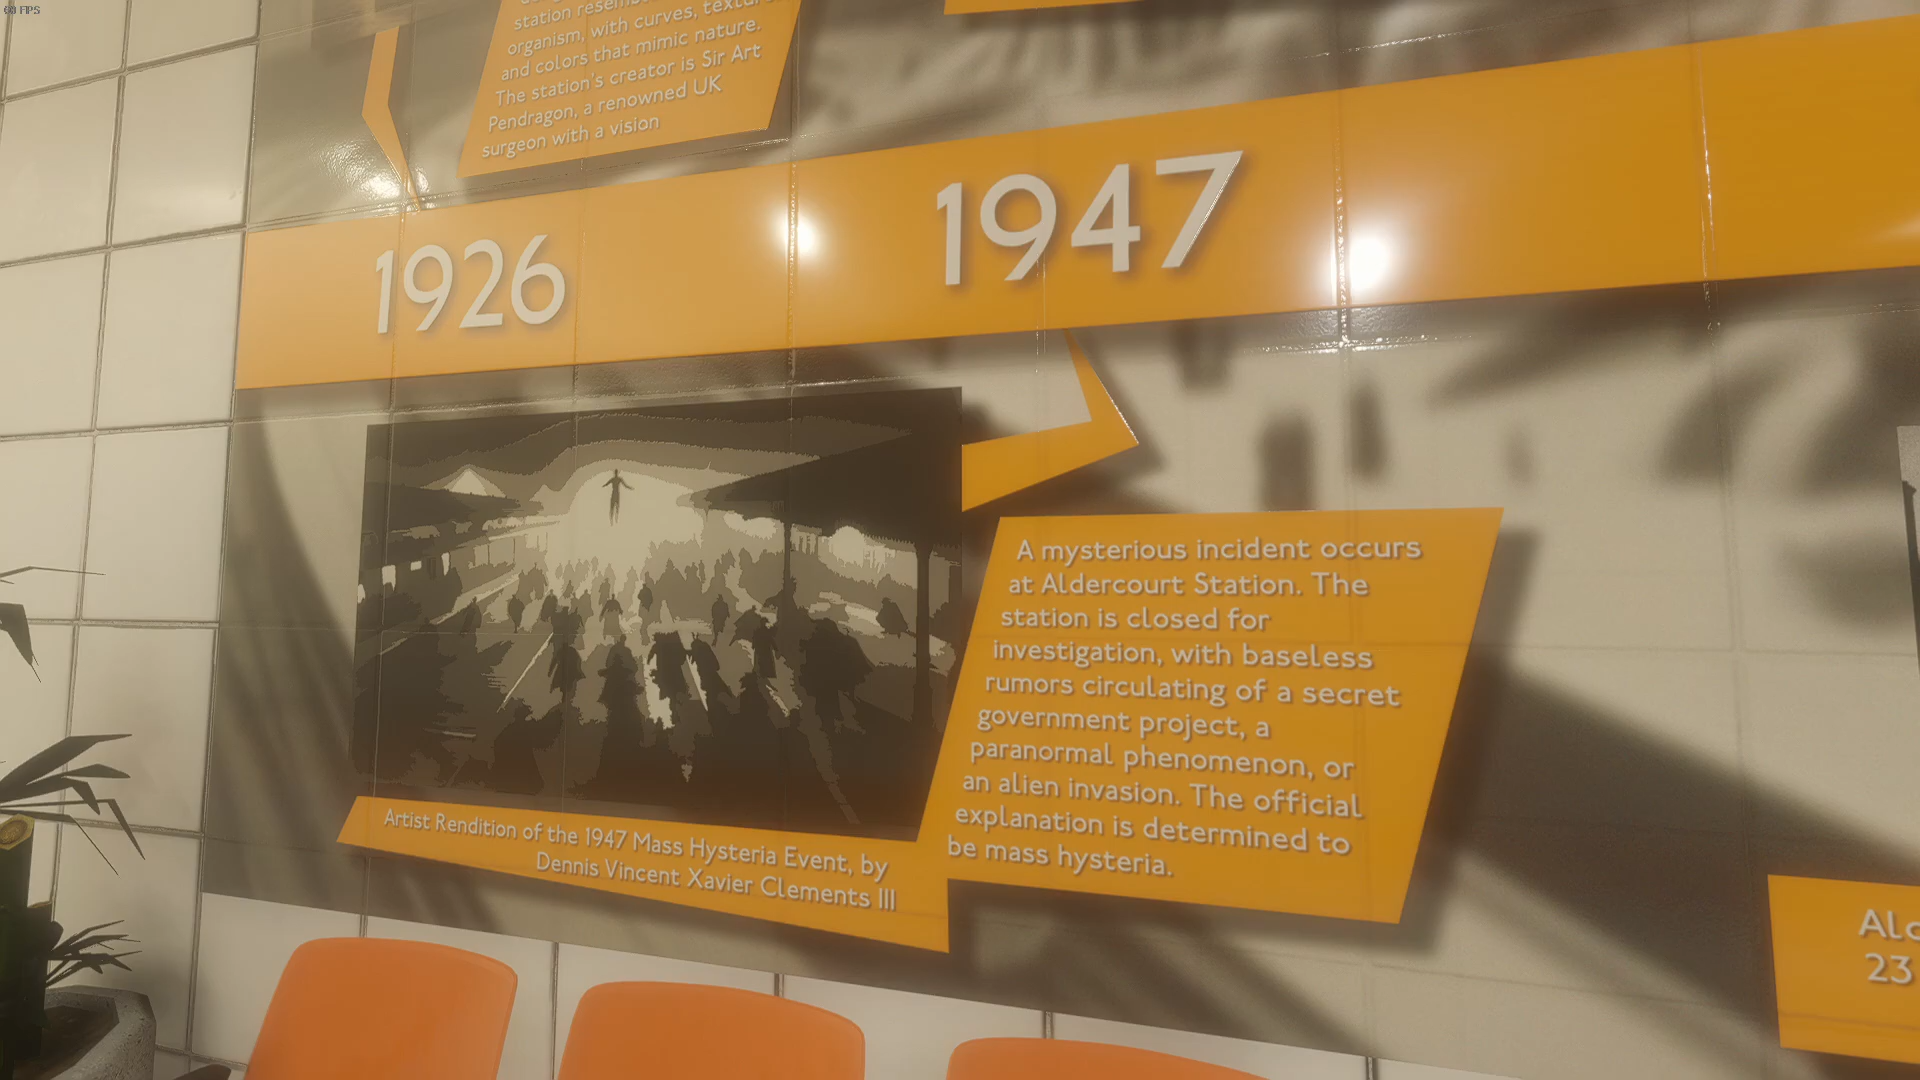 60 FPS
station
organism, with curves,
and colors that mimic nature.
The station's creator is Sir Art
Pendragon, a renowned UK
surgeon with a vision
1926
1947
A mysterious incident occurs
at Aldercourt Station. The
station is closed for
investigation, with baseless
rumors circulating of a secret
government project, a
paranormal phenomenon, or
an alien invasion. The official
explanation is determined to
be mass hysteria.
Artist Rendition of the 1947 Mass Hysteria Event, by
Dennis Vincent Xavier Clements III
23